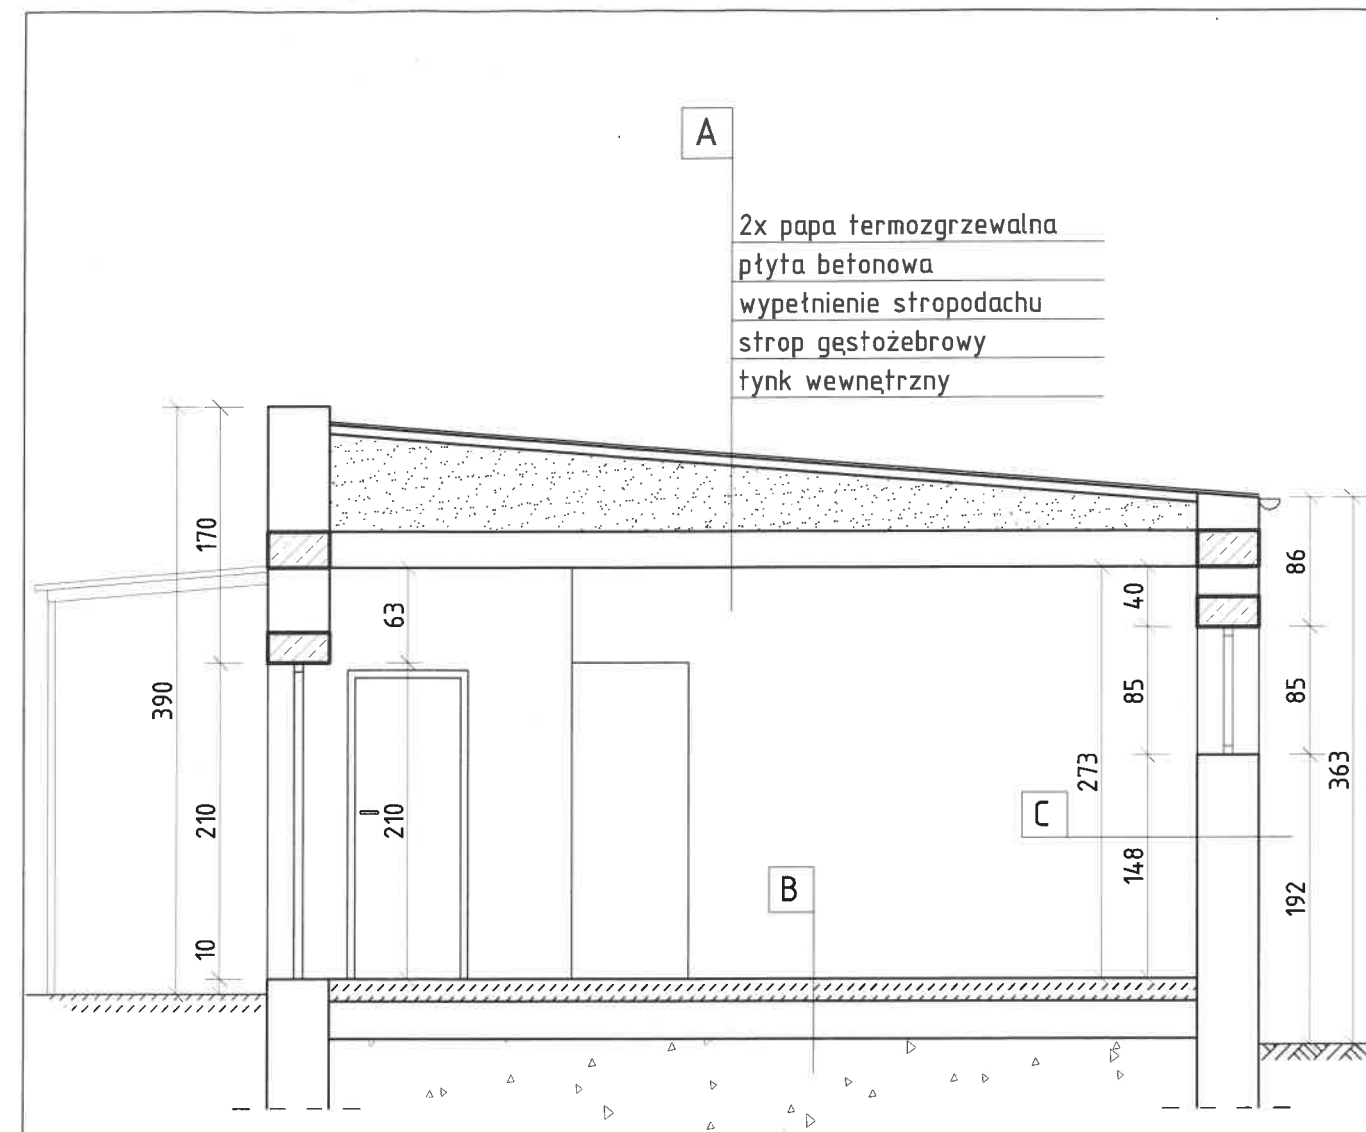 A
2x papa termozgrzewalna
płyta betonowa
wypełnienie stropodachu
strop gęstożebrowy
tynk wewnętrzny
170
390
210
10
63
210
40
85
273
148
86
85
363
192
C
B